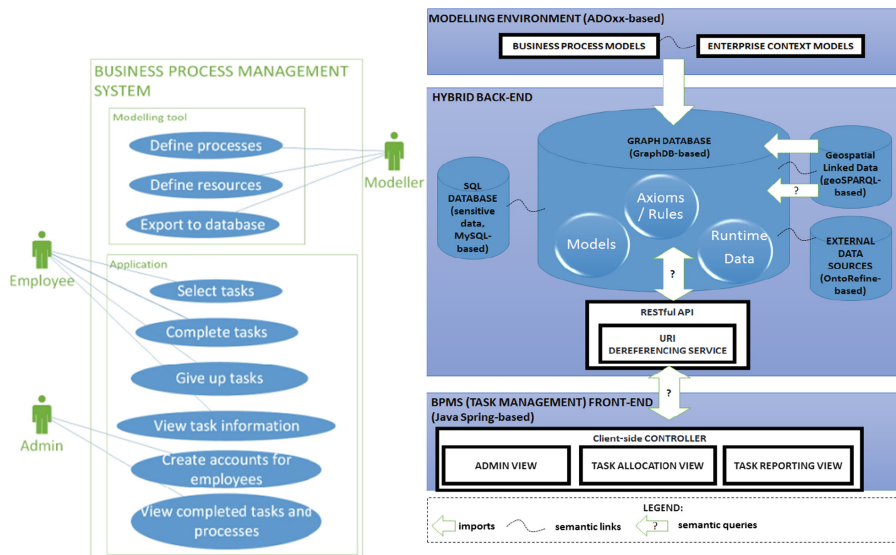 BUSINESS PROCESS MANAGEMENT
SYSTEM
Modelling tool
Define processes
Define resources
Export to database
Modeller
Employee
Application
Select tasks
Complete tasks
Give up tasks
View task information
Admin
Create accounts for
employees
View completed tasks and
processes
MODELLING ENVIRONMENT (ADOxx-based)
BUSINESS PROCESS MODELS
ENTERPRISE CONTEXT MODELS
HYBRID BACK-END
GRAPH DATABASE
(GraphDB-based)
Geospatial
Linked Data
(geoSPARQL-
based)
?
SQL
DATABASE
(sensitive data,
MySQL-
based)
Axioms
/ Rules
Models
Runtime
Data
EXTERNAL
DATA
SOURCES
(OntoRefine-
based)
?
RESTful API
URI
DEREFERENCING SERVICE
?
BPMS (TASK MANAGEMENT) FRONT-END
(Java Spring-based)
Client-side CONTROLLER
ADMIN VIEW
TASK ALLOCATION VIEW
TASK REPORTING VIEW
LEGEND:
imports
semantic links
?
semantic queries